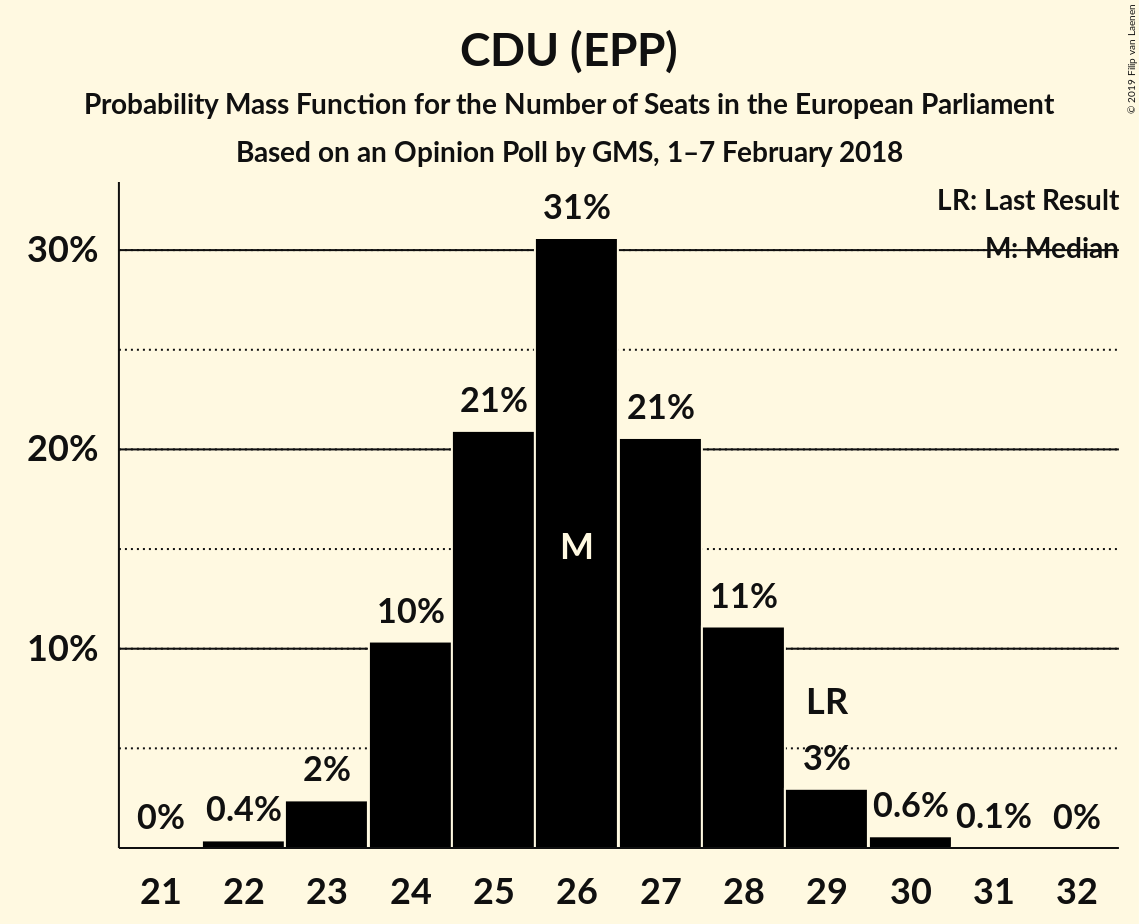 CDU (EPP)
Probability Mass Function for the Number of Seats in the European Parliament
Based on an Opinion Poll by GMS, 1–7 February 2018
© 2019 Filip van Laenen
LR: Last Result
M: Median
30%
20%
10%
0%
0.4%
2%
10%
21%
31%
M
21%
11%
LR
3%
0.6%
0.1%
0%
21 22 23 24 25 26 27 28 29 30 31 32